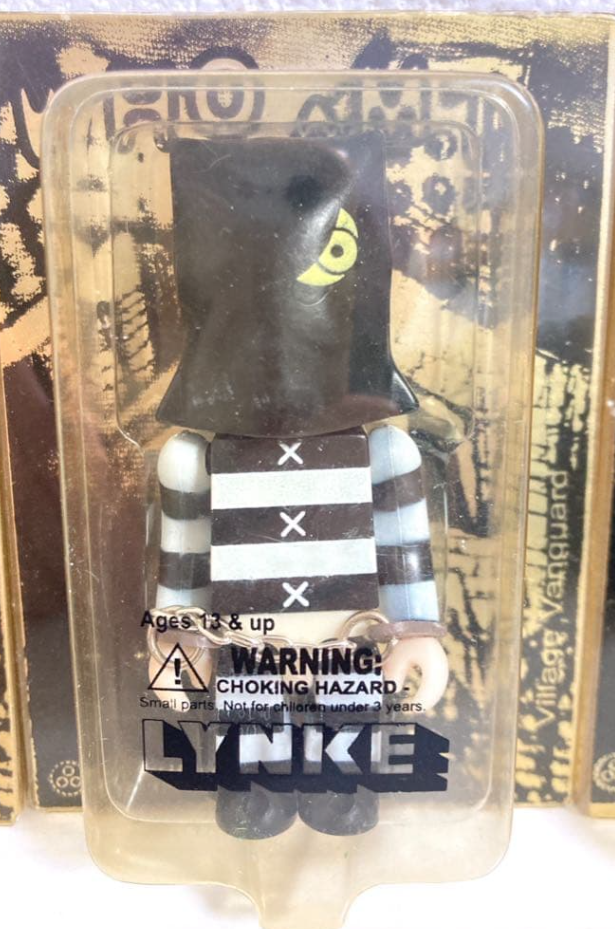 Ages 13 & up
WARNING:
CHOKING HAZARD -
Small parts. Not for children under 3 years.
LYNKE
Village Vanguard